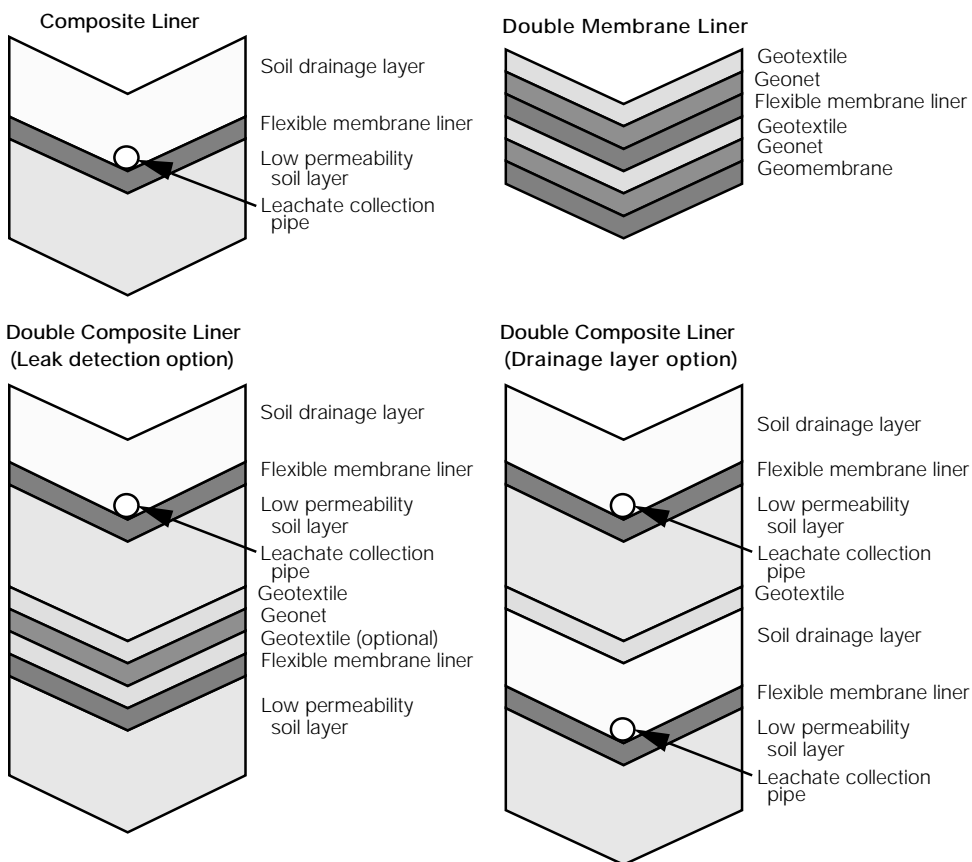 Composite Liner
Soil drainage layer
Flexible membrane liner
Low permeability
soil layer
Leachate collection
pipe
Double Membrane Liner
Geotextile
Geonet
Flexible membrane liner
Geotextile
Geonet
Geomembrane
Double Composite Liner
(Leak detection option)
Soil drainage layer
Flexible membrane liner
Low permeability
soil layer
Leachate collection
pipe
Geotextile
Geonet
Geotextile (optional)
Flexible membrane liner
Low permeability
soil layer
Double Composite Liner
(Drainage layer option)
Soil drainage layer
Flexible membrane liner
Low permeability
soil layer
Leachate collection
pipe
Geotextile
Soil drainage layer
Flexible membrane liner
Low permeability
soil layer
Leachate collection
pipe